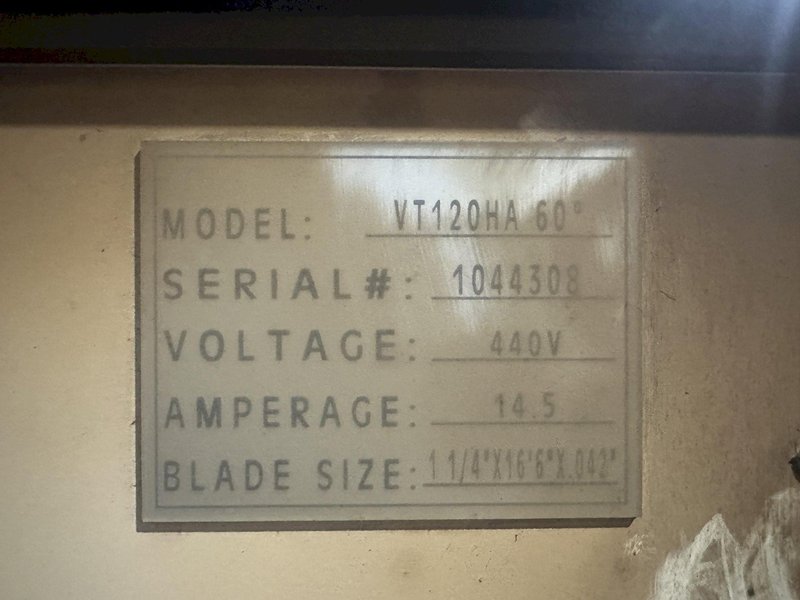 MODEL: VT120HA 60°
SERIAL#: 1044308
VOLTAGE: 440V
AMPERAGE: 14.5
BLADE SIZE: 1 1/4"X16'6"X.042"